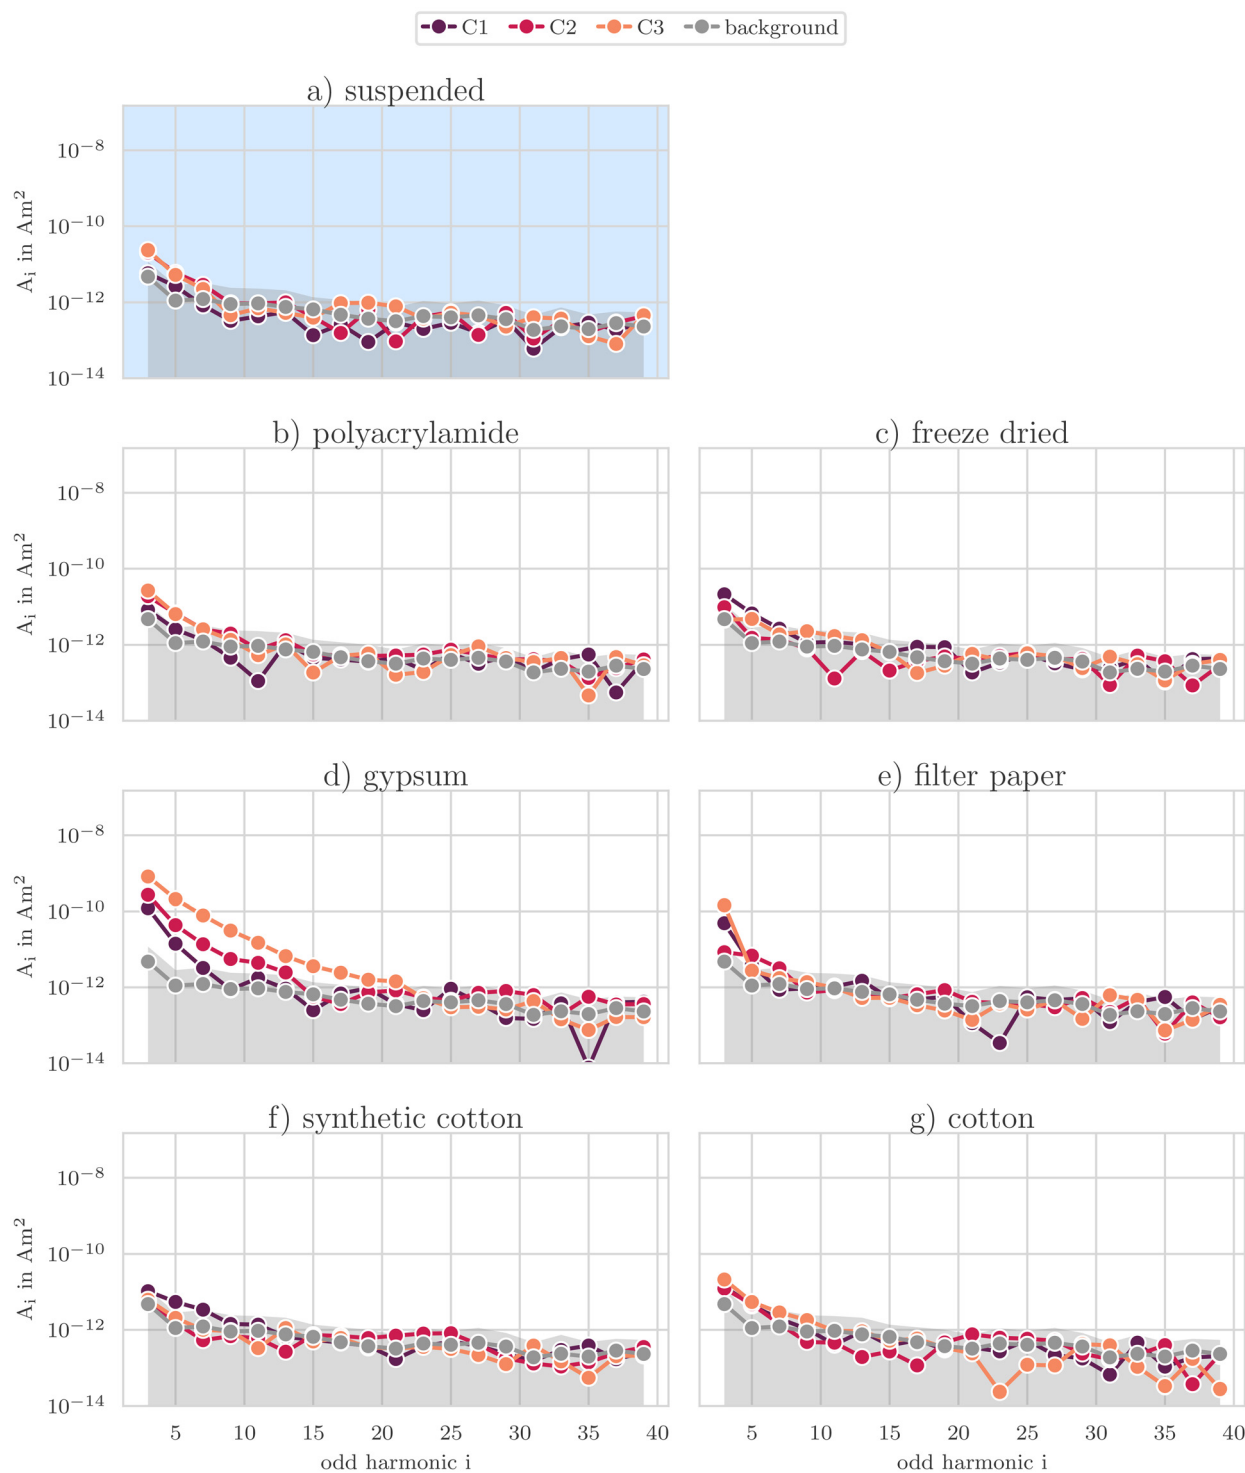 C1 C2 C3 background
a) suspended
A_i in Am^2
10^−8
10^−10
10^−12
10^−14
b) polyacrylamide
A_i in Am^2
10^−8
10^−10
10^−12
10^−14
c) freeze dried
d) gypsum
A_i in Am^2
10^−8
10^−10
10^−12
10^−14
e) filter paper
f) synthetic cotton
A_i in Am^2
10^−8
10^−10
10^−12
10^−14
5 10 15 20 25 30 35 40
odd harmonic i
g) cotton
5 10 15 20 25 30 35 40
odd harmonic i